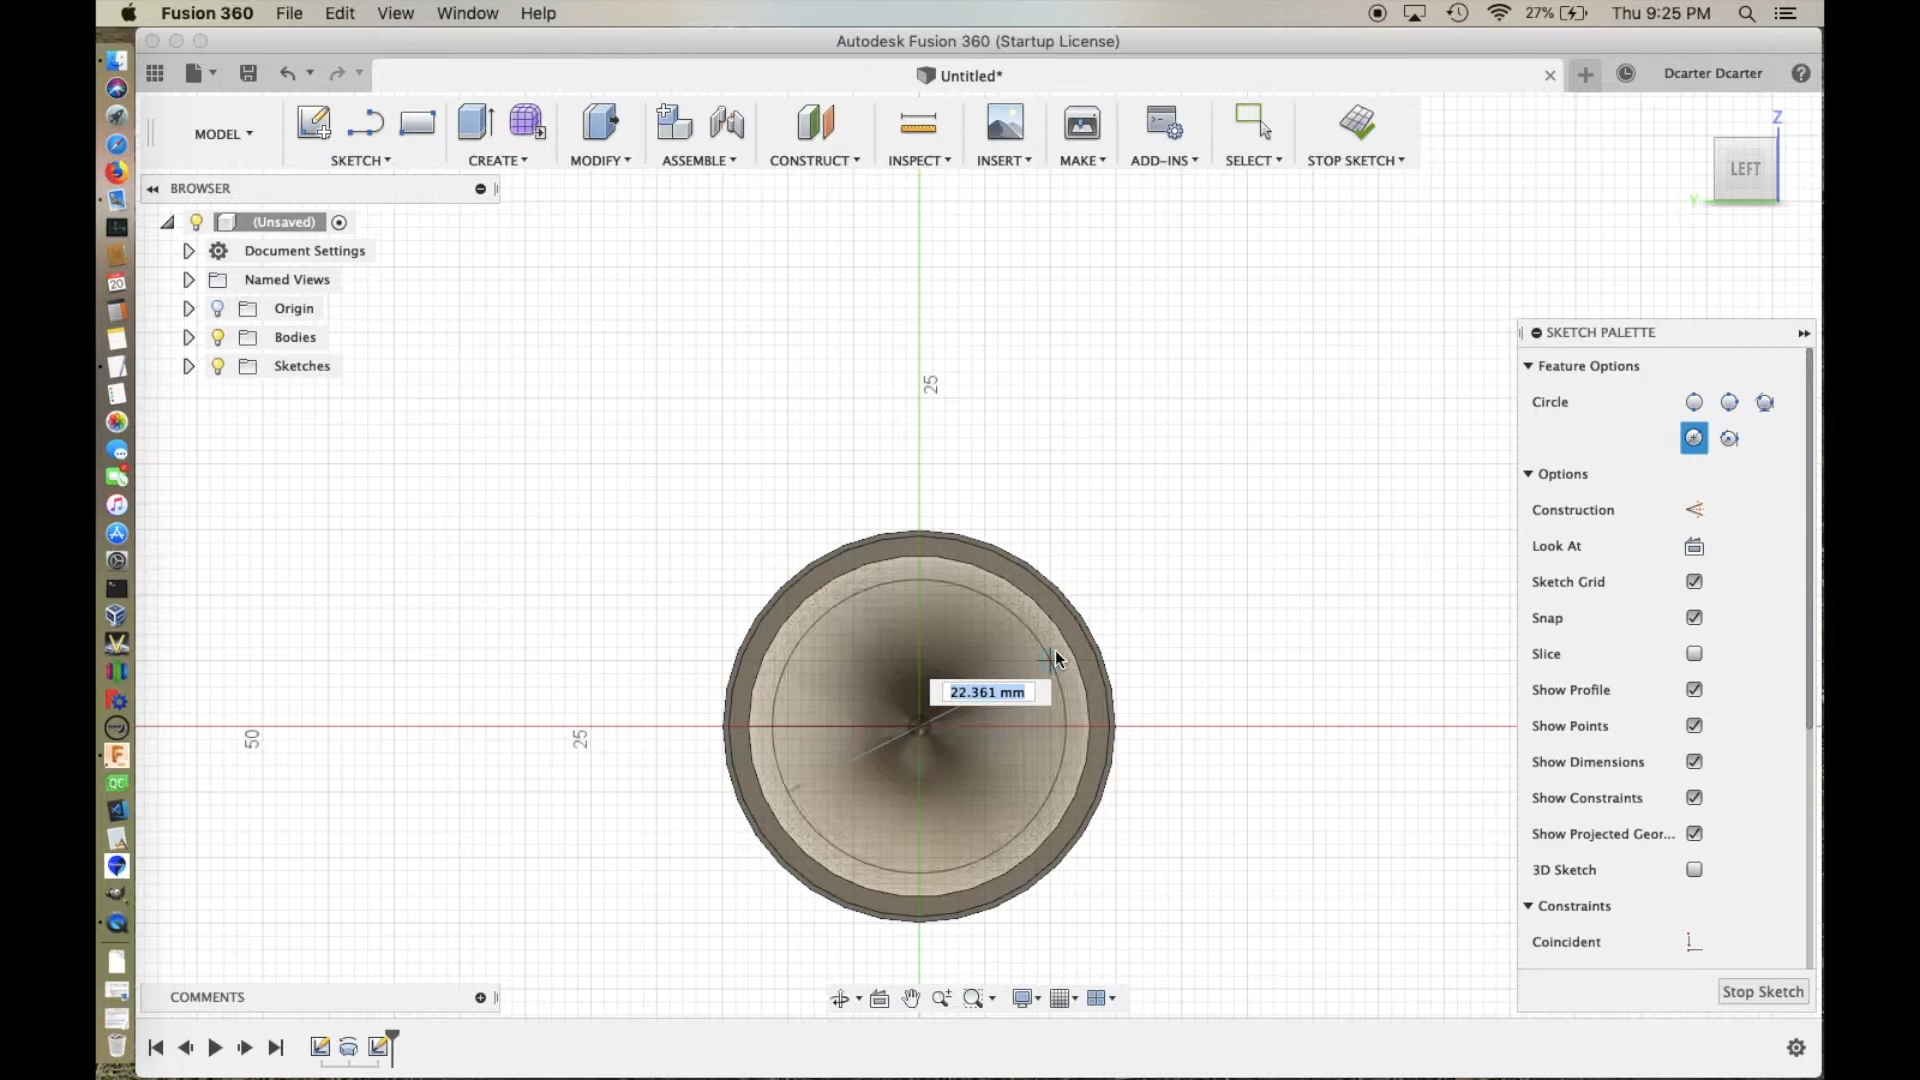 Fusion 360 File Edit View Window Help 27% Thu 9:25 PM
Autodesk Fusion 360 (Startup License)
Untitled* Dcarter Dcarter
MODEL SKETCH CREATE MODIFY ASSEMBLE CONSTRUCT INSPECT INSERT MAKE ADD-INS SELECT STOP SKETCH
Z
LEFT
Y
BROWSER
(Unsaved)
Document Settings
Named Views
Origin
Bodies
Sketches
25
22.361 mm
50
25
SKETCH PALETTE
Feature Options
Circle
Options
Construction
Look At
Sketch Grid
Snap
Slice
Show Profile
Show Points
Show Dimensions
Show Constraints
Show Projected Geor...
3D Sketch
Constraints
Coincident
Stop Sketch
COMMENTS
20
QC